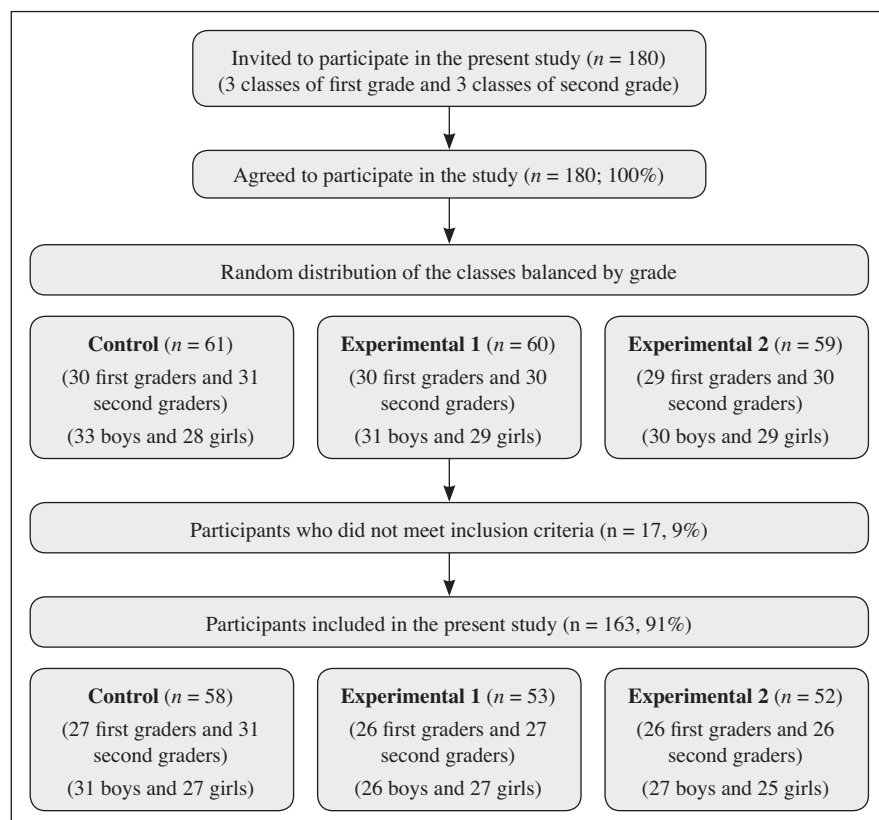 Invited to participate in the present study (n = 180)
(3 classes of first grade and 3 classes of second grade)
Agreed to participate in the study (n = 180; 100%)
Random distribution of the classes balanced by grade
Control (n = 61)
(30 first graders and 31
second graders)
(33 boys and 28 girls)
Experimental 1 (n = 60)
(30 first graders and 30
second graders)
(31 boys and 29 girls)
Experimental 2 (n = 59)
(29 first graders and 30
second graders)
(30 boys and 29 girls)
Participants who did not meet inclusion criteria (n = 17, 9%)
Participants included in the present study (n = 163, 91%)
Control (n = 58)
(27 first graders and 31
second graders)
(31 boys and 27 girls)
Experimental 1 (n = 53)
(26 first graders and 27
second graders)
(26 boys and 27 girls)
Experimental 2 (n = 52)
(26 first graders and 26
second graders)
(27 boys and 25 girls)